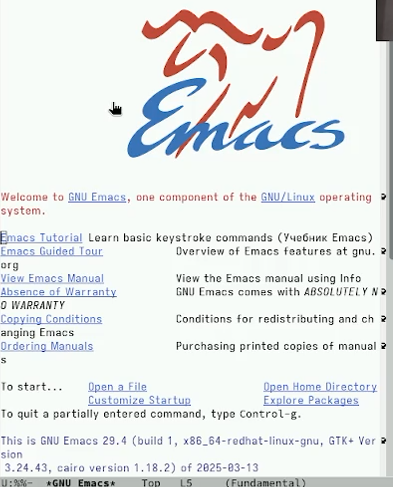 Emacs
Welcome to GNU Emacs, one component of the GNU/Linux operating
system.
Emacs Tutorial Learn basic keystroke commands (Учебник Emacs)
Emacs Guided Tour Overview of Emacs features at gnu.
org
View Emacs Manual View the Emacs manual using Info
Absence of Warranty GNU Emacs comes with ABSOLUTELY N
O WARRANTY
Copying Conditions Conditions for redistributing and ch
anging Emacs
Ordering Manuals Purchasing printed copies of manual
s
To start... Open a File Open Home Directory
Customize Startup Explore Packages
To quit a partially entered command, type Control-g.
This is GNU Emacs 29.4 (build 1, x86_64-redhat-linux-gnu, GTK+ Ver
sion
3.24.43, cairo version 1.18.2) of 2025-03-13
U:%%- *GNU Emacs* Top L5 (Fundamental)